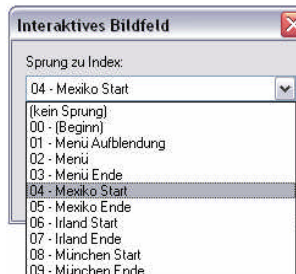 Interaktives Bildfeld
Sprung zu Index:
04 - Mexiko Start
(kein Sprung)
00 - (Beginn)
01 - Menü Aufblendung
02 - Menü
03 - Menü Ende
04 - Mexiko Start
05 - Mexiko Ende
06 - Irland Start
07 - Irland Ende
08 - München Start
09 - München Ende